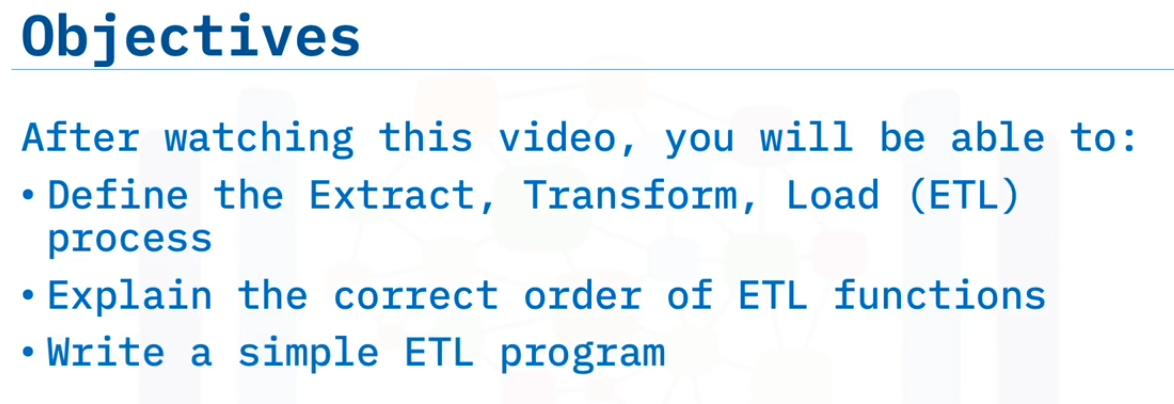 Objectives
After watching this video, you will be able to:
• Define the Extract, Transform, Load (ETL)
process
• Explain the correct order of ETL functions
• Write a simple ETL program